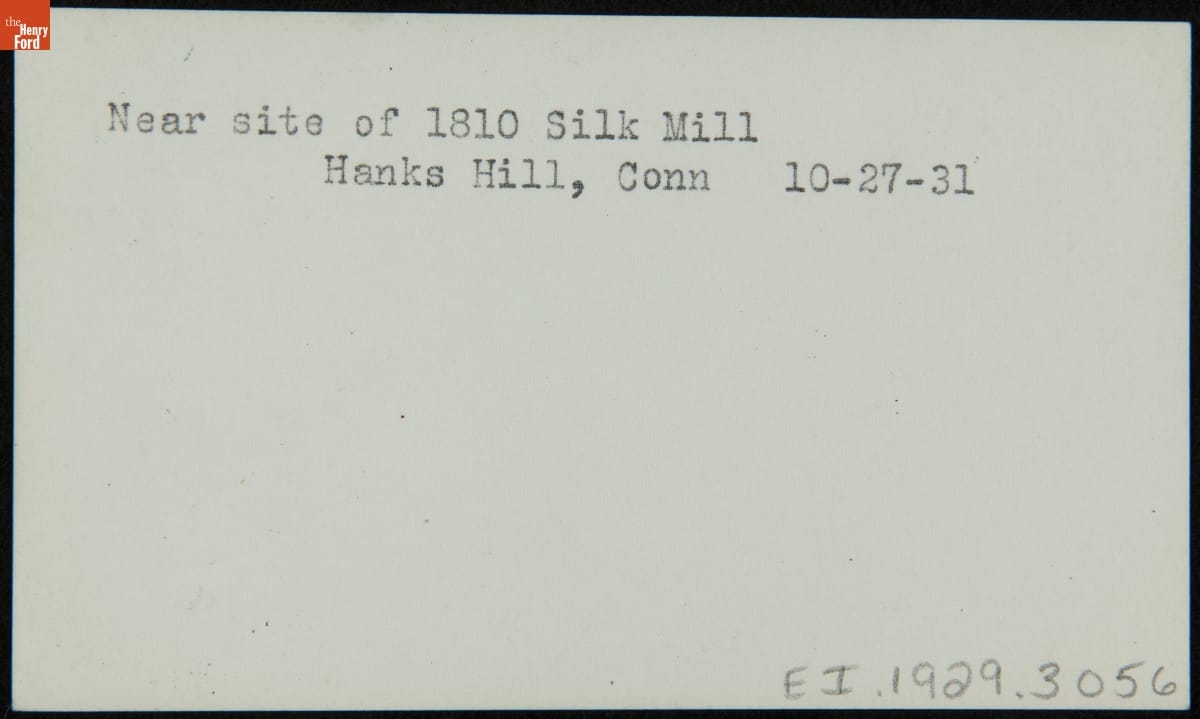 the
Henry
Ford
Near site of 1810 Silk Mill
Hanks Hill, Conn 10-27-31
EI.1929.3056